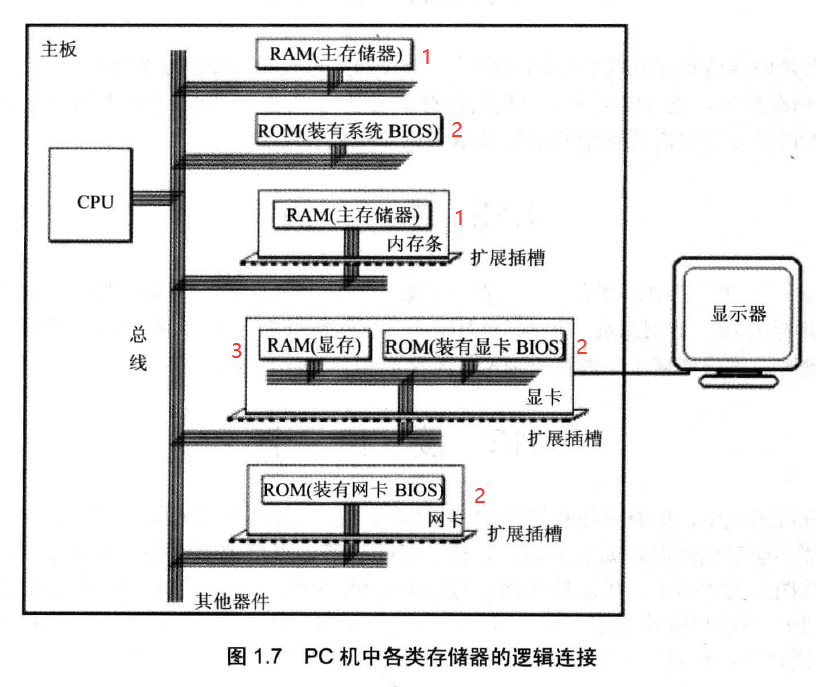 主板
RAM(主存储器) 1
ROM(装有系统 BIOS) 2
CPU
RAM(主存储器) 1
内存条
扩展插槽
显示器
总线
3 RAM(显存) ROM(装有显卡 BIOS) 2
显卡
扩展插槽
ROM(装有网卡 BIOS) 2
网卡
扩展插槽
其他器件
图 1.7 PC 机中各类存储器的逻辑连接